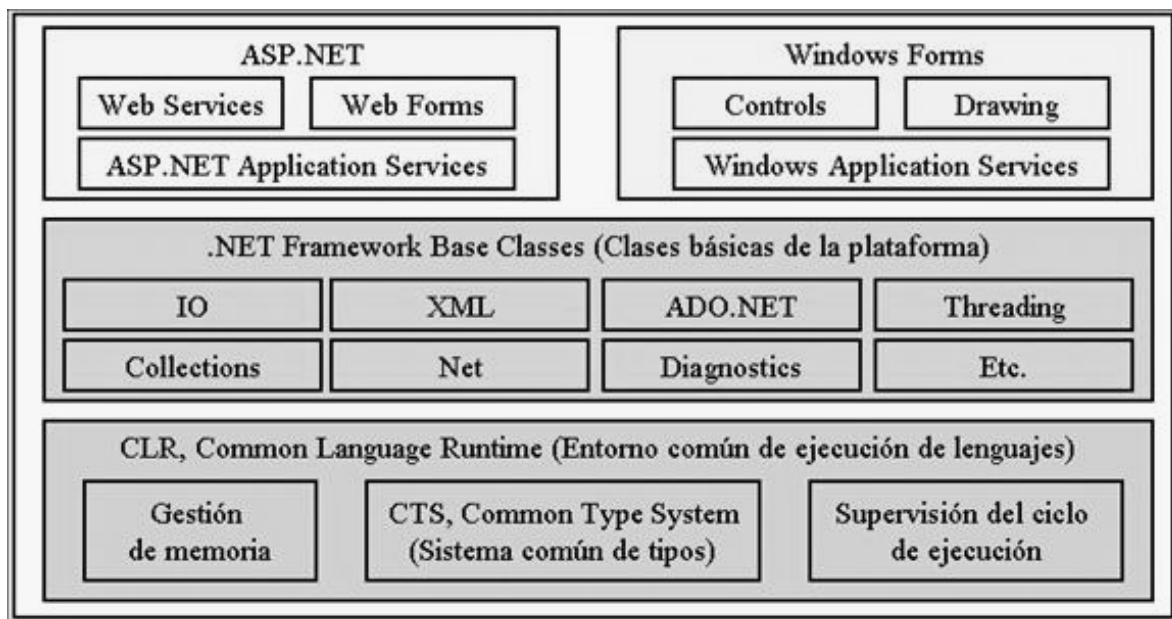 ASP.NET
Web Services
Web Forms
ASP.NET Application Services
Windows Forms
Controls
Drawing
Windows Application Services
.NET Framework Base Classes (Clases básicas de la plataforma)
IO
XML
ADO.NET
Threading
Collections
Net
Diagnostics
Etc.
CLR, Common Language Runtime (Entorno común de ejecución de lenguajes)
Gestión
de memoria
CTS, Common Type System
(Sistema común de tipos)
Supervisión del ciclo
de ejecución